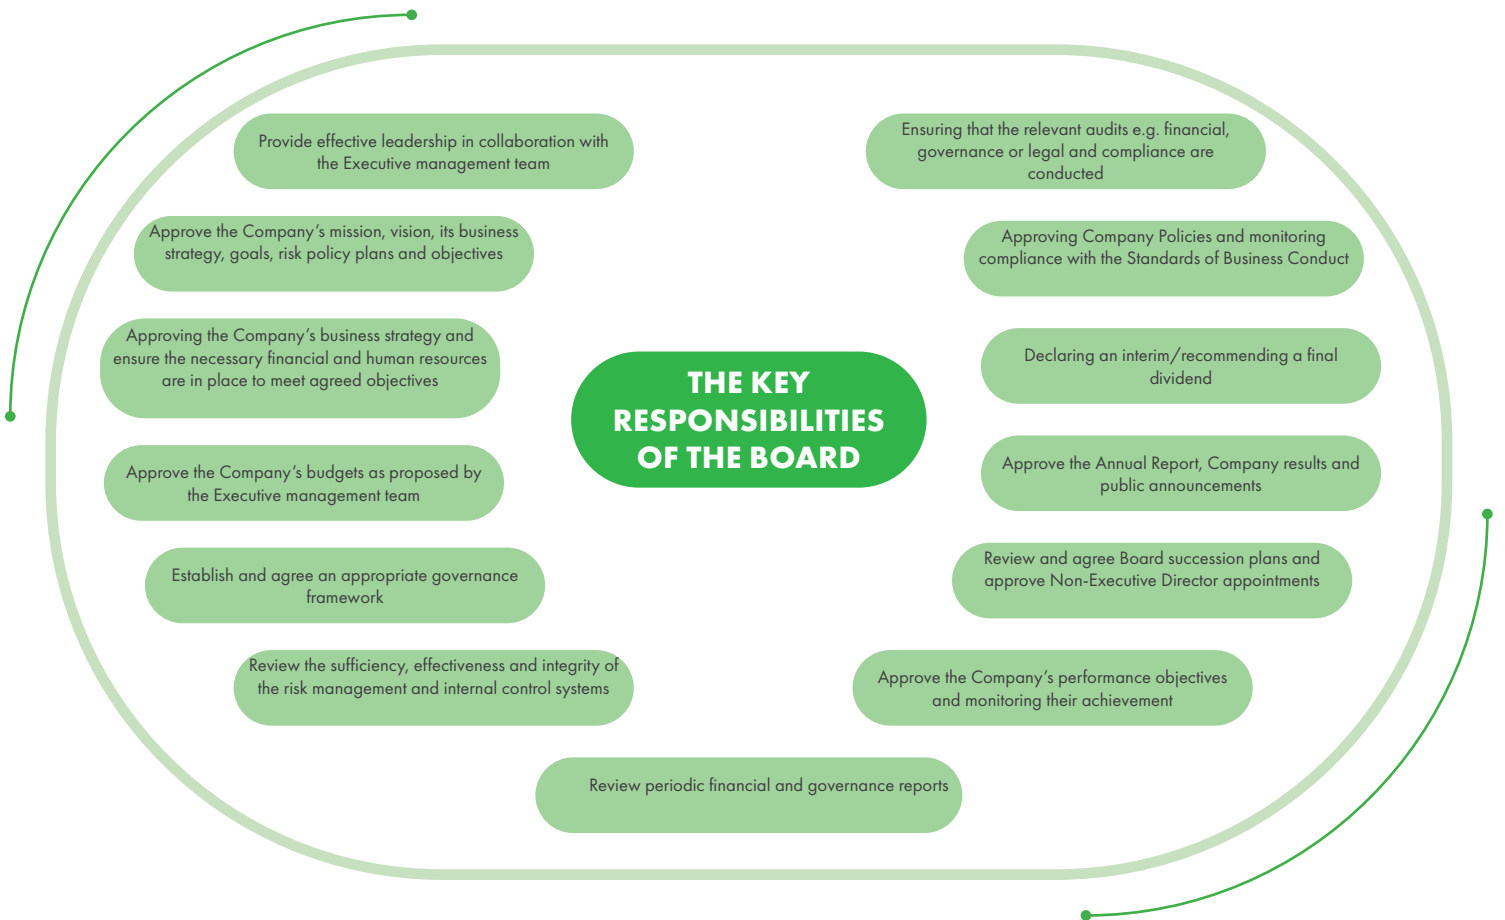 Provide effective leadership in collaboration with
the Executive management team
Approve the Company’s mission, vision, its business
strategy, goals, risk policy plans and objectives
Approving the Company’s business strategy and
ensure the necessary financial and human resources
are in place to meet agreed objectives
Approve the Company’s budgets as proposed by
the Executive management team
Establish and agree an appropriate governance
framework
Review the sufficiency, effectiveness and integrity of
the risk management and internal control systems
THE KEY
RESPONSIBILITIES
OF THE BOARD
Ensuring that the relevant audits e.g. financial,
governance or legal and compliance are
conducted
Approving Company Policies and monitoring
compliance with the Standards of Business Conduct
Declaring an interim/recommending a final
dividend
Approve the Annual Report, Company results and
public announcements
Review and agree Board succession plans and
approve Non-Executive Director appointments
Approve the Company’s performance objectives
and monitoring their achievement
Review periodic financial and governance reports